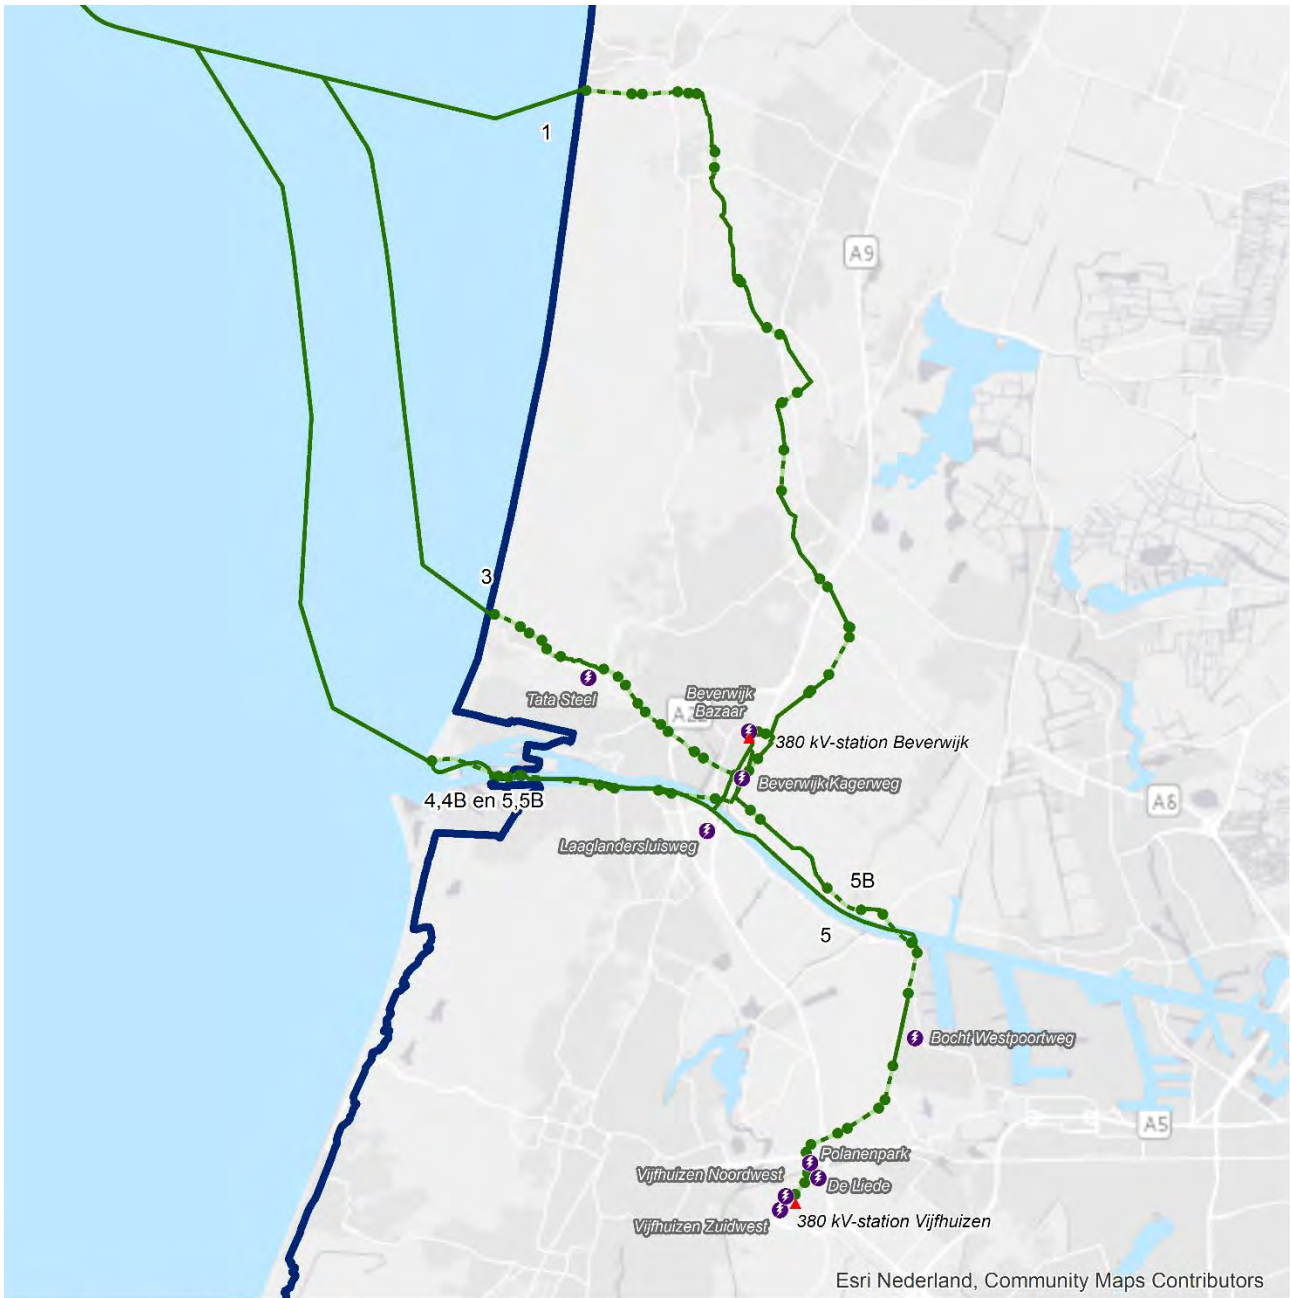 1
A9
3
Tata Steel
Beverwijk
Bazaar
380 kV-station Beverwijk
Beverwijk Kagerweg
4,4B en 5,5B
A8
Laaglandersluisweg
5B
5
Bocht Westpoortweg
A5
Polanenpark
Vijfhuizen Noordwest
De Liede
Vijfhuizen Zuidwest
380 kV-station Vijfhuizen
Esri Nederland, Community Maps Contributors